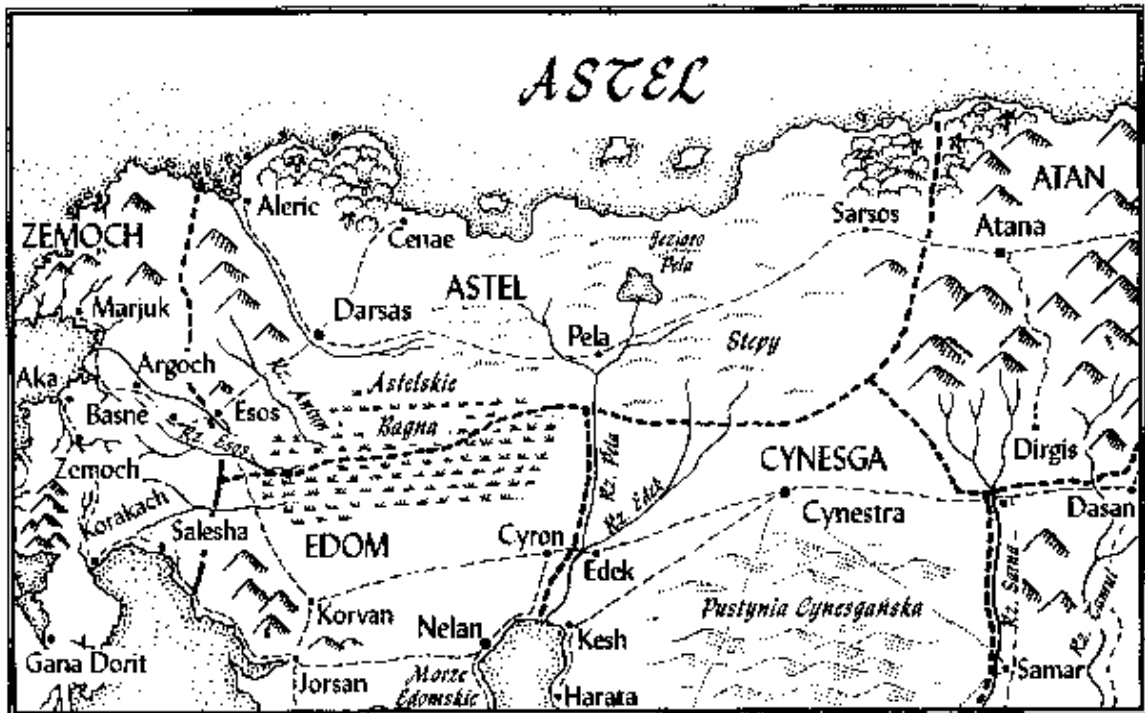 ASTEL
ATAN
Aleric
Sarsos
Atana
ZEMOCH
Cenae
Jezioro
Pela
ASTEL
Marjuk
Darsas
Pela
Stepy
Argoch
Aka
Astelskie
Bagna
Basne
Esos
Rz. Esos
Dirgis
Zemoch
Rz. Pela
CYNESGA
Rz. Edek
Korakach
Cynestra
Dasan
Salesha
EDOM
Cyron
Edek
Rz. Sarna
Pustynia Cynesgańska
Korvan
Nelan
Kesh
Gana Dorit
Jorsan
Morze
Edomskie
Harata
Samar